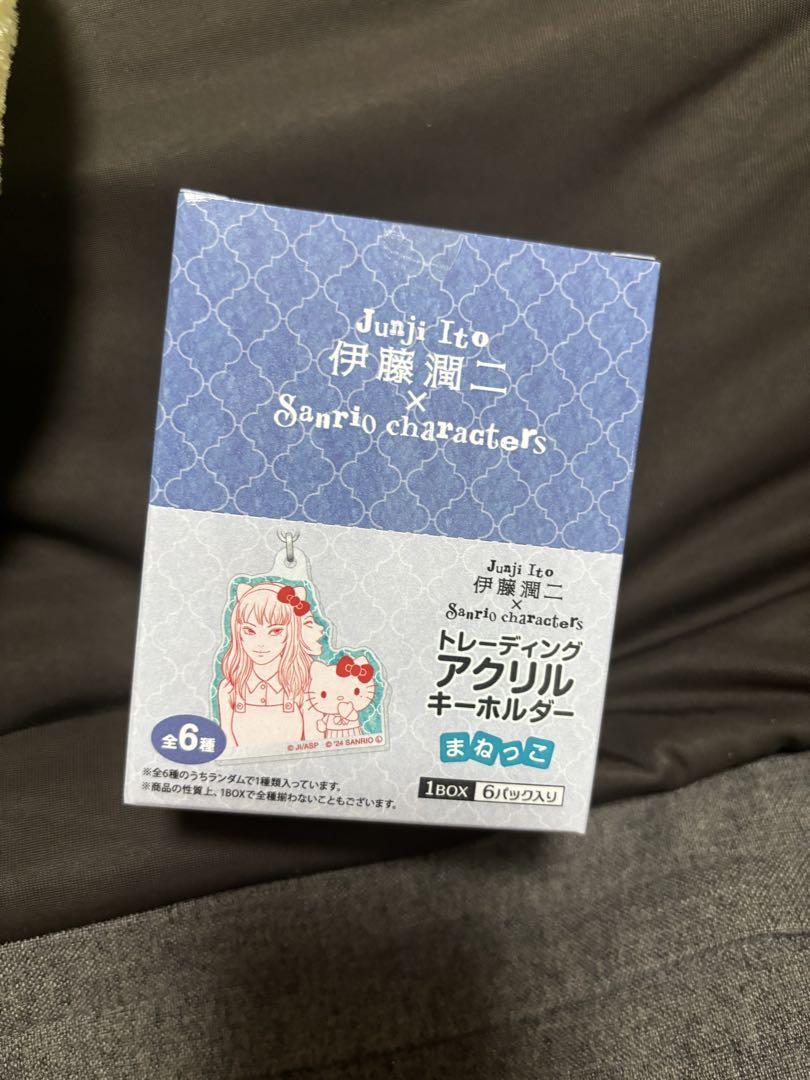 Junji Ito
伊藤潤二
×
Sanrio characters
Junji Ito
伊藤潤二
×
Sanrio characters
トレーディング
アクリル
キーホルダー
まねっこ
全6種
© JI/ASP © '24 SANRIO Ⓛ
※全6種のうちランダムで1種類入っています。
※商品の性質上、1BOXで全種揃わないこともございます。
1BOX 6パック入り